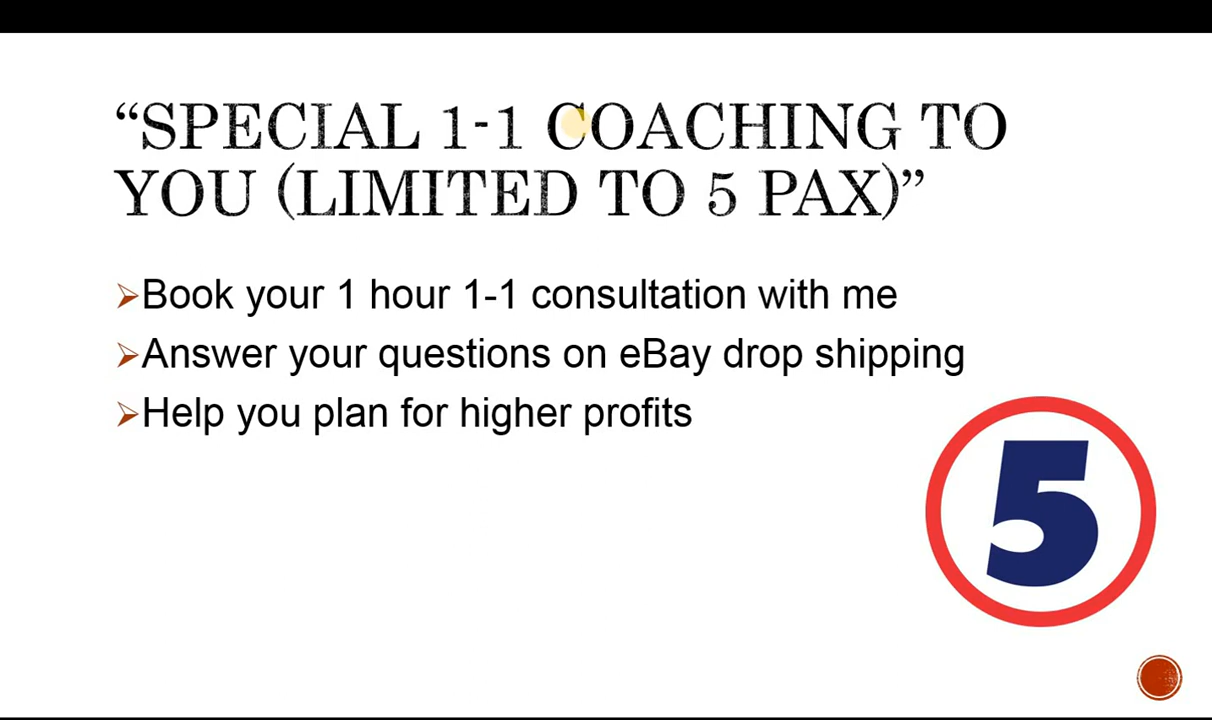 “SPECIAL 1-1 COACHING TO
YOU (LIMITED TO 5 PAX)”
➢Book your 1 hour 1-1 consultation with me
➢Answer your questions on eBay drop shipping
➢Help you plan for higher profits
5